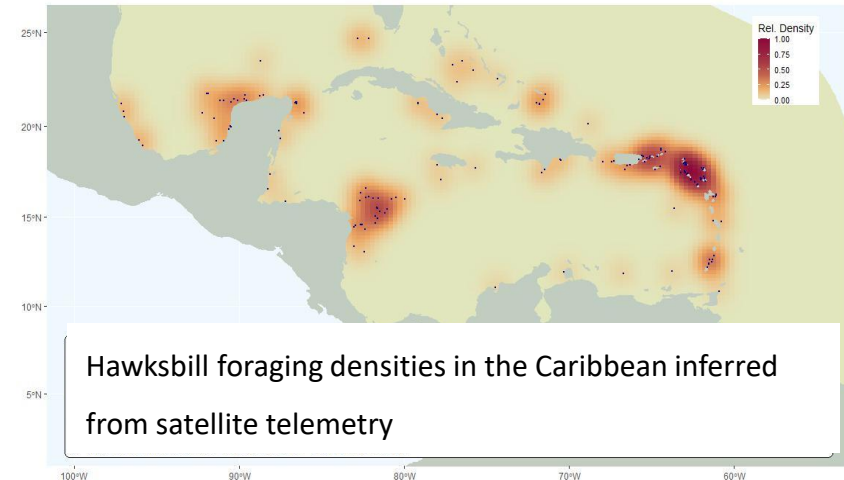 25°N
Rel. Density
1.00
0.75
0.50
0.25
0.00
20°N
15°N
10°N
Hawksbill foraging densities in the Caribbean inferred
from satellite telemetry
5°N
100°W 90°W 80°W 70°W 60°W